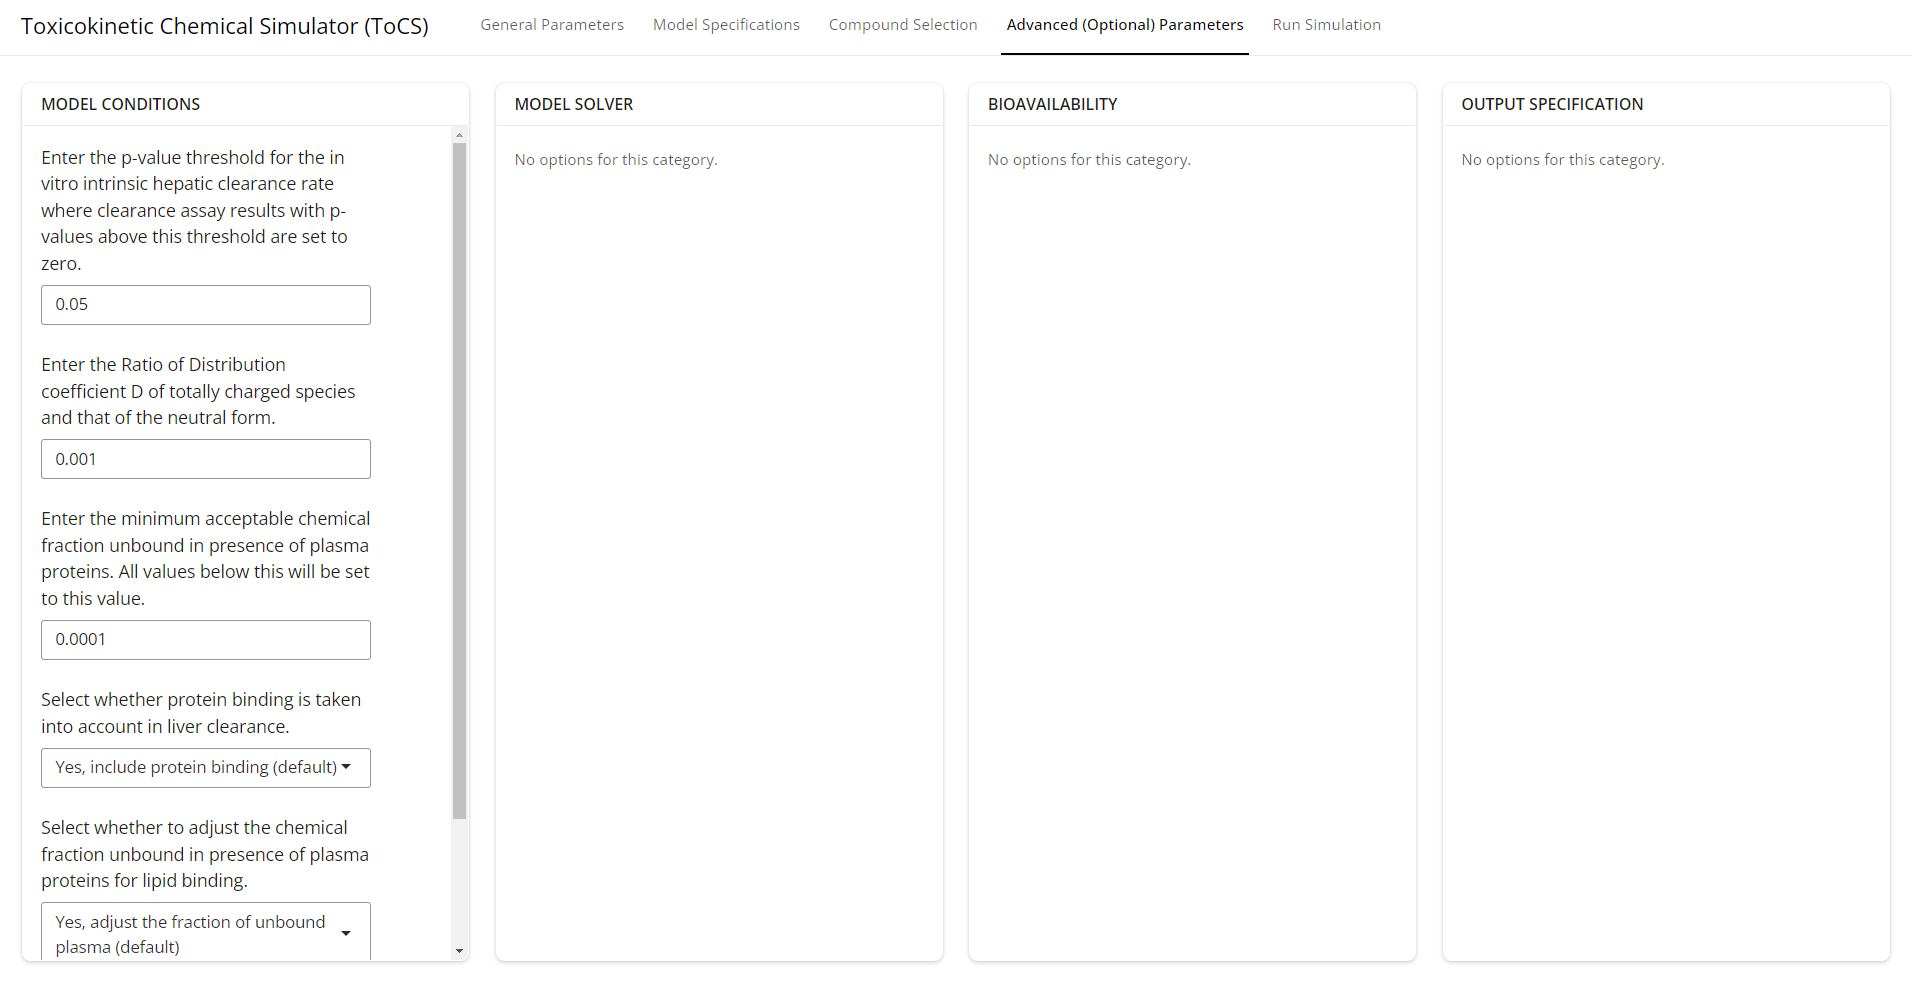 Toxicokinetic Chemical Simulator (ToCS)
General Parameters
Model Specifications
Compound Selection
Advanced (Optional) Parameters
Run Simulation
MODEL CONDITIONS
Enter the p-value threshold for the in
vitro intrinsic hepatic clearance rate
where clearance assay results with p-
values above this threshold are set to
zero.
0.05
Enter the Ratio of Distribution
coefficient D of totally charged species
and that of the neutral form.
0.001
Enter the minimum acceptable chemical
fraction unbound in presence of plasma
proteins. All values below this will be set
to this value.
0.0001
Select whether protein binding is taken
into account in liver clearance.
Yes, include protein binding (default)
Select whether to adjust the chemical
fraction unbound in presence of plasma
proteins for lipid binding.
Yes, adjust the fraction of unbound
plasma (default)
MODEL SOLVER
No options for this category.
BIOAVAILABILITY
No options for this category.
OUTPUT SPECIFICATION
No options for this category.